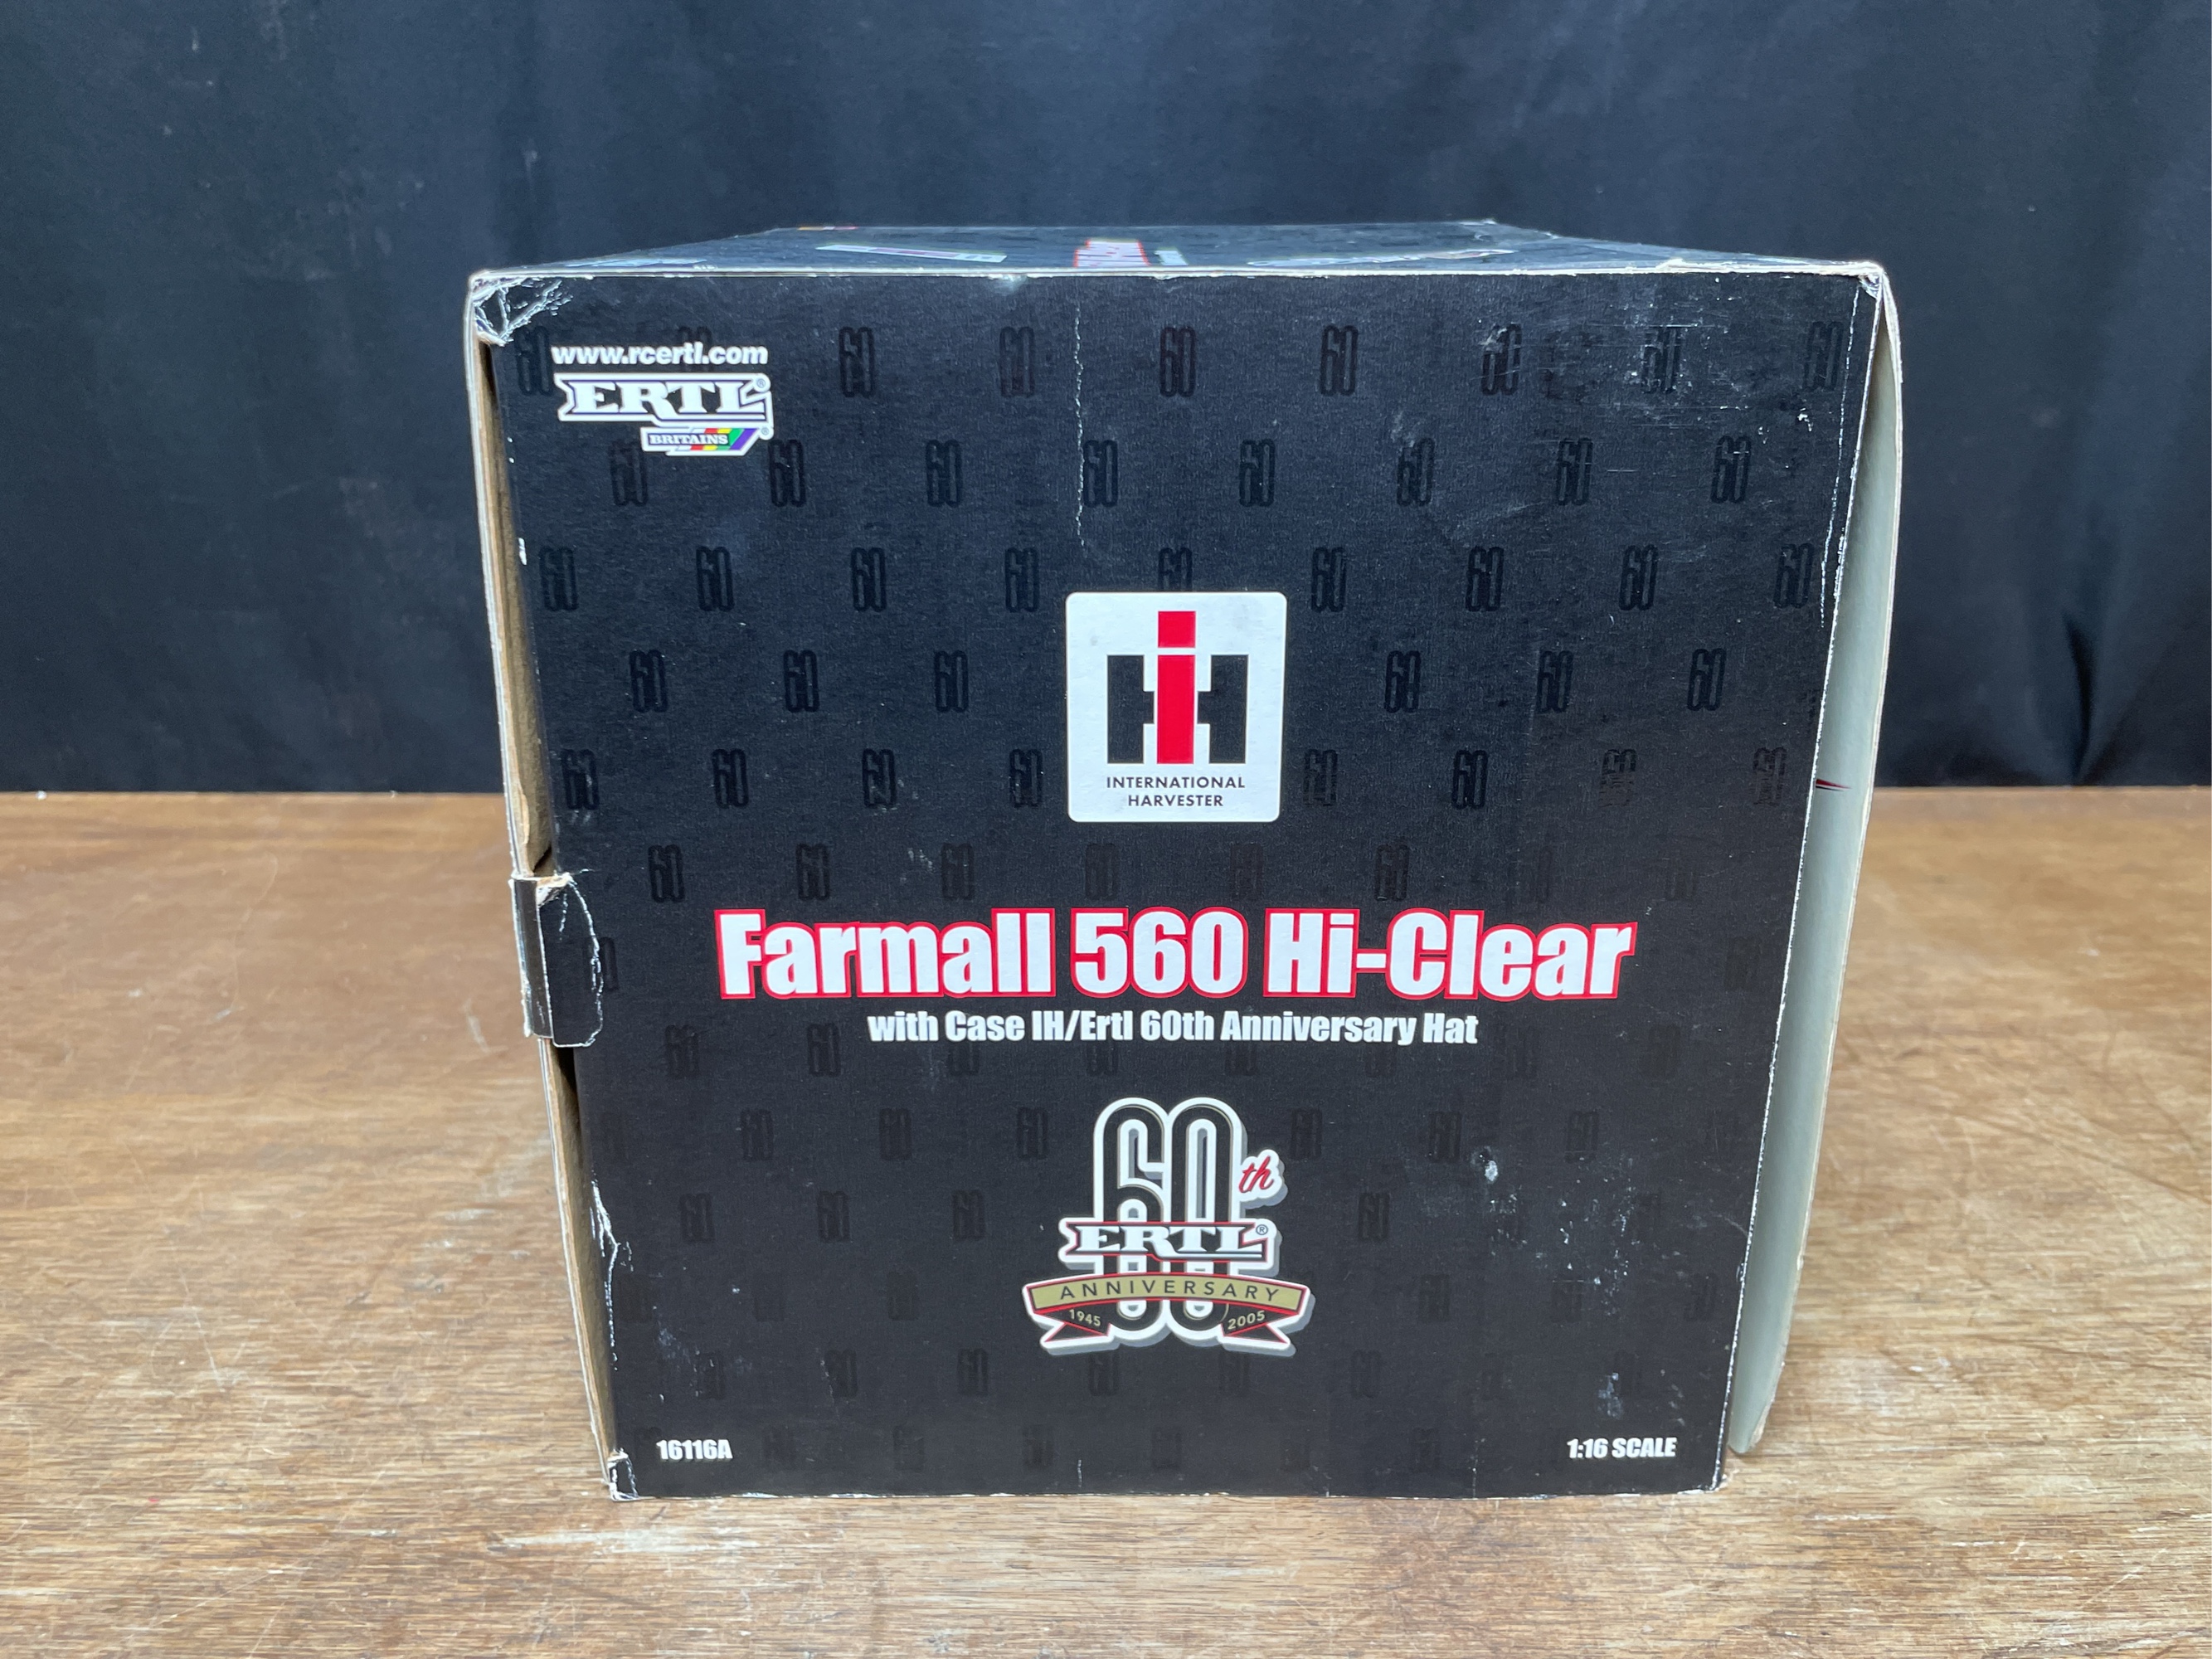 www.rcertl.com
ERTL®
BRITAINS®
IH
INTERNATIONAL
HARVESTER
Farmall 560 Hi-Clear
with Case IH/Ertl 60th Anniversary Hat
60th
ERTL®
ANNIVERSARY
1945 2005
16116A 1:16 SCALE